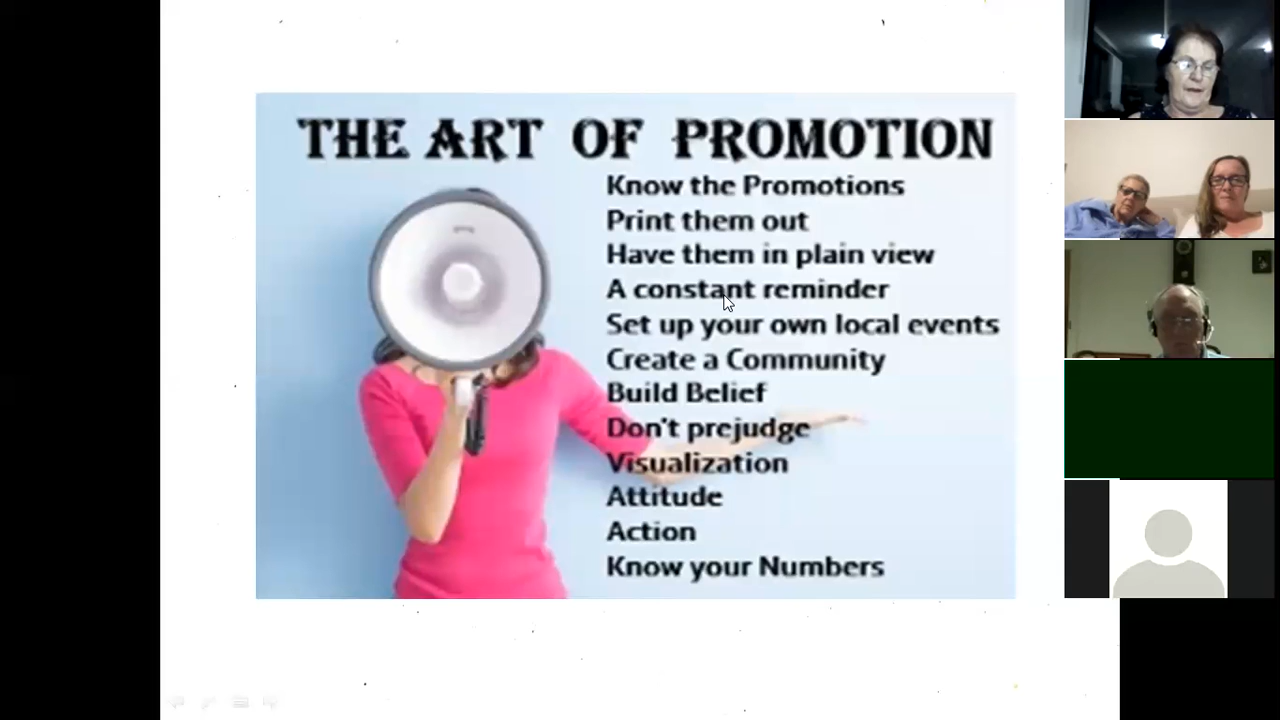 THE ART OF PROMOTION
Know the Promotions
Print them out
Have them in plain view
A constant reminder
Set up your own local events
Create a Community
Build Belief
Don't prejudge
Visualization
Attitude
Action
Know your Numbers